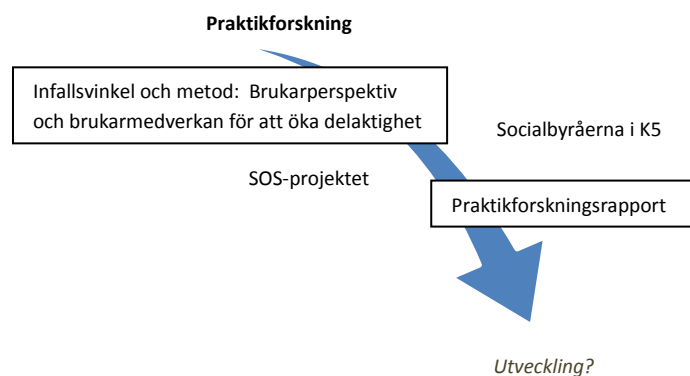 Praktikforskning
Infallsvinkel och metod: Brukarperspektiv
och brukarmedverkan för att öka delaktighet
Socialbyråerna i K5
SOS-projektet
Praktikforskningsrapport
Utveckling?